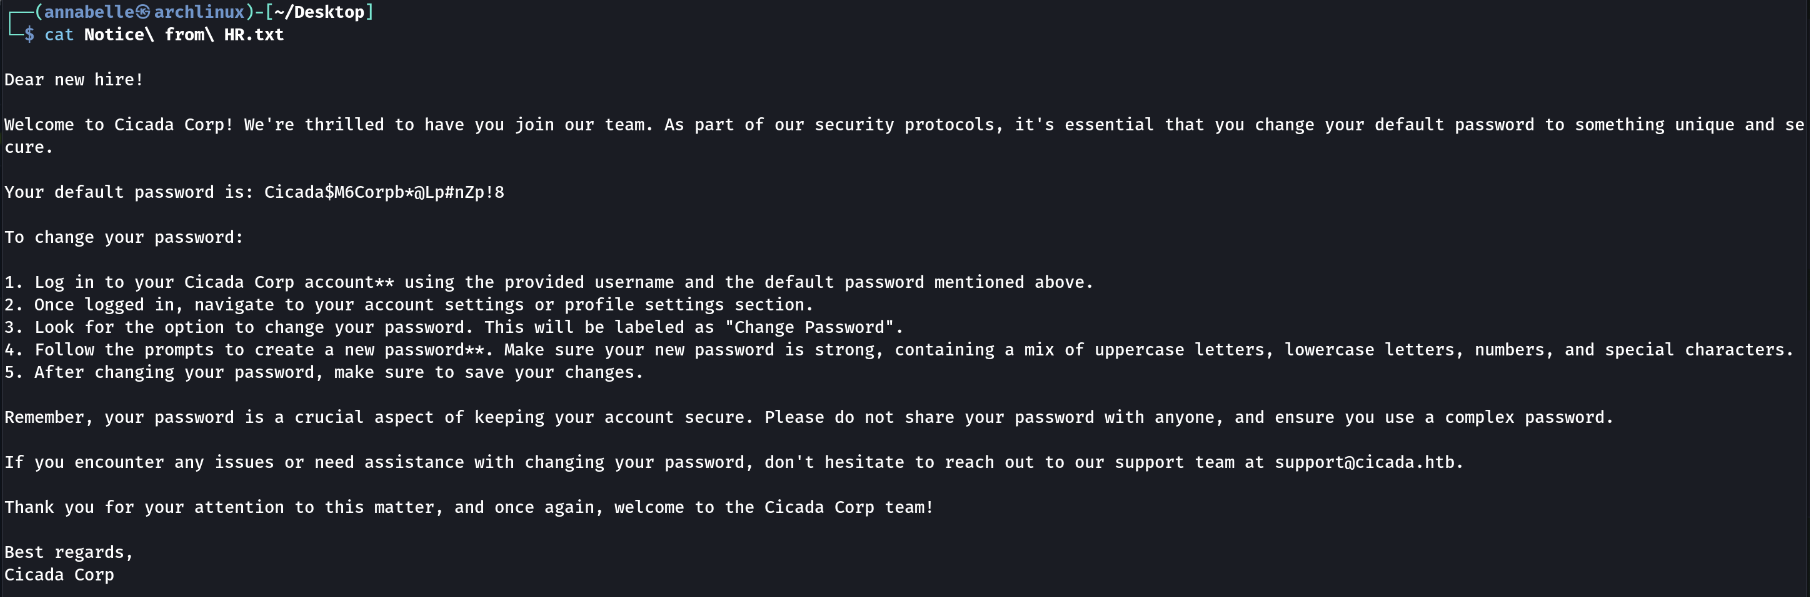 ┌──(annabelle㉿archlinux)-[~/Desktop]
└─$ cat Notice\ from\ HR.txt
Dear new hire!
Welcome to Cicada Corp! We're thrilled to have you join our team. As part of our security protocols, it's essential that you change your default password to something unique and se
cure.
Your default password is: Cicada$M6Corpb*@Lp#nZp!8
To change your password:
1. Log in to your Cicada Corp account** using the provided username and the default password mentioned above.
2. Once logged in, navigate to your account settings or profile settings section.
3. Look for the option to change your password. This will be labeled as "Change Password".
4. Follow the prompts to create a new password**. Make sure your new password is strong, containing a mix of uppercase letters, lowercase letters, numbers, and special characters.
5. After changing your password, make sure to save your changes.
Remember, your password is a crucial aspect of keeping your account secure. Please do not share your password with anyone, and ensure you use a complex password.
If you encounter any issues or need assistance with changing your password, don't hesitate to reach out to our support team at support@cicada.htb.
Thank you for your attention to this matter, and once again, welcome to the Cicada Corp team!
Best regards,
Cicada Corp